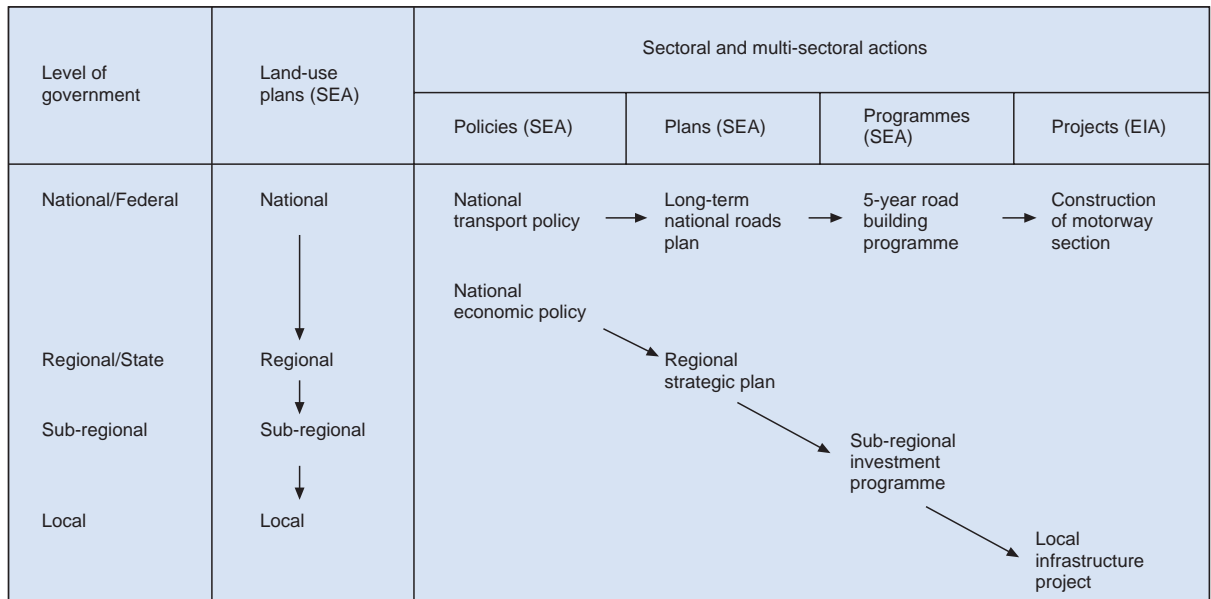 Level of
government
Land-use
plans (SEA)
Sectoral and multi-sectoral actions
Policies (SEA)
Plans (SEA)
Programmes
(SEA)
Projects (EIA)
National/Federal
National
National
transport policy
Long-term
national roads
plan
5-year road
building
programme
Construction
of motorway
section
National
economic policy
Regional/State
Regional
Regional
strategic plan
Sub-regional
Sub-regional
Sub-regional
investment
programme
Local
Local
Local
infrastructure
project